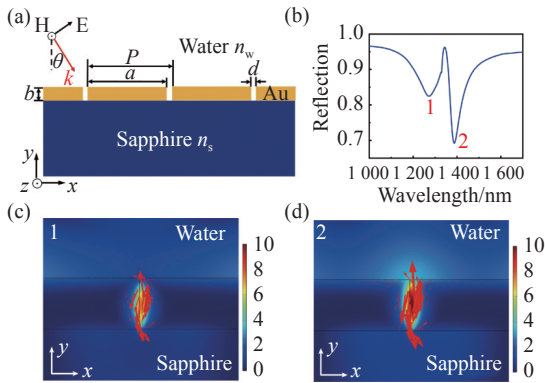 (a)
H
E
θ
k
Water n_w
P
a
d
b
Au
Sapphire n_s
y
z
x
(b)
Reflection
1.0
0.9
0.8
0.7
1
2
1 000 1 200 1 400 1 600
Wavelength/nm
(c)
1
Water
y
x
Sapphire
10
8
6
4
2
0
(d)
2
Water
y
x
Sapphire
10
8
6
4
2
0